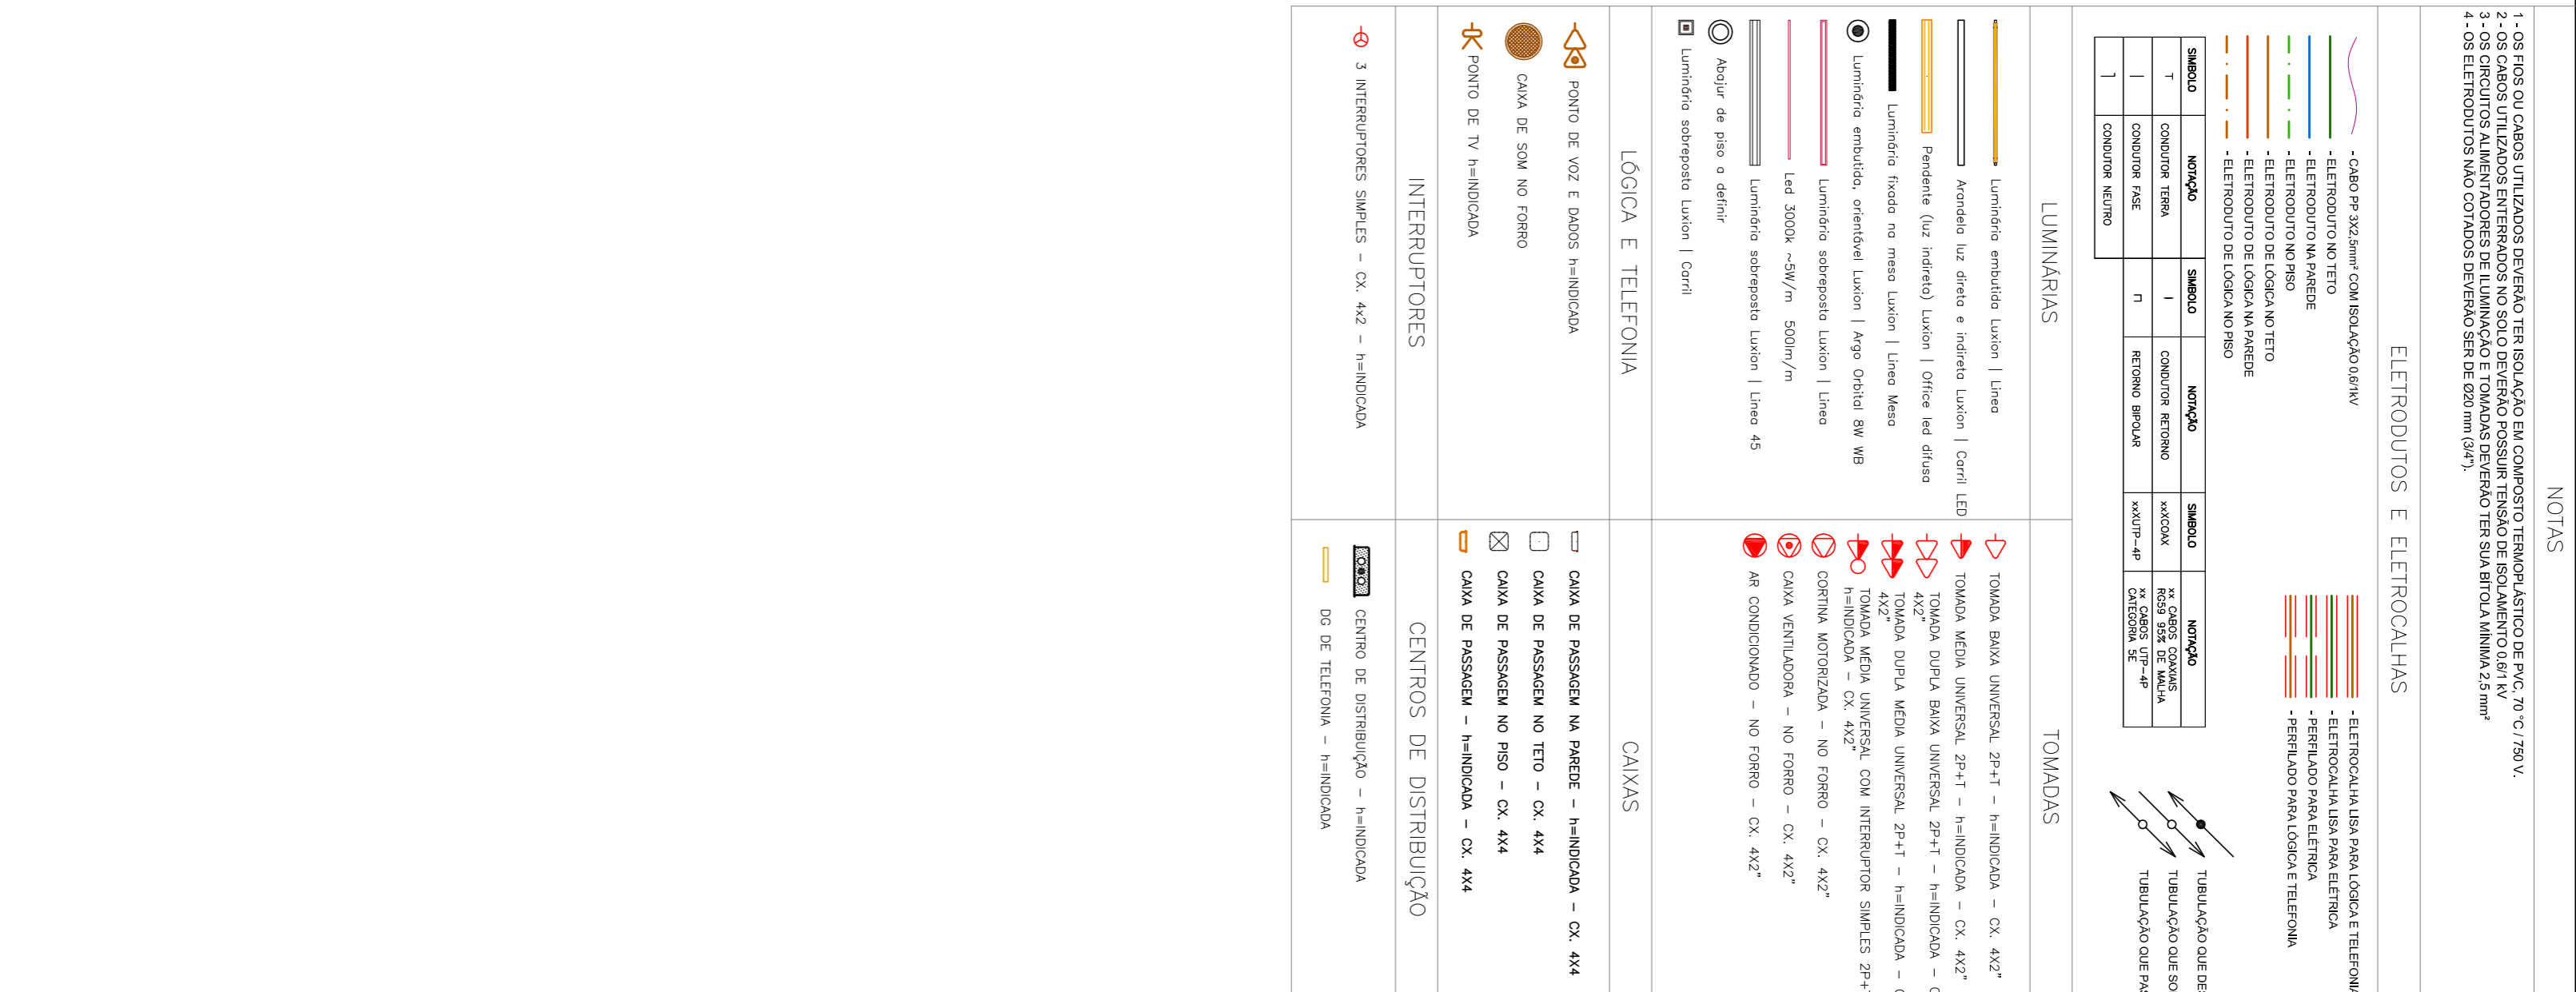 NOTAS
1 - OS FIOS OU CABOS UTILIZADOS DEVERÃO TER ISOLAÇÃO EM COMPOSTO TERMOPLÁSTICO DE PVC, 70 °C / 750 V.
2 - OS CABOS UTILIZADOS ENTERRADOS NO SOLO DEVERÃO POSSUIR TENSÃO DE ISOLAMENTO 0,6/1 kV
3 - OS CIRCUITOS ALIMENTADORES DE ILUMINAÇÃO E TOMADAS DEVERÃO TER SUA BITOLA MÍNIMA 2,5 mm²
4 - OS ELETRODUTOS NÃO COTADOS DEVERÃO SER DE Ø20 mm (3/4").
ELETRODUTOS E ELETROCALHAS
- CABO PP 3X2,5mm² COM ISOLAÇÃO 0,6/1kV
- ELETRODUTO NO TETO
- ELETRODUTO NA PAREDE
- ELETRODUTO NO PISO
- ELETRODUTO DE LÓGICA NO TETO
- ELETRODUTO DE LÓGICA NA PAREDE
- ELETRODUTO DE LÓGICA NO PISO
- ELETROCALHA LISA PARA LÓGICA E TELEFONIA
- ELETROCALHA LISA PARA ELÉTRICA
- PERFILADO PARA ELÉTRICA
- PERFILADO PARA LÓGICA E TELEFONIA
SIMBOLO NOTAÇÃO SIMBOLO NOTAÇÃO SIMBOLO NOTAÇÃO
CONDUTOR TERRA CONDUTOR RETORNO xxXCOAX xx CABOS COAXIAIS
RG59 95% DE MALHA
CONDUTOR FASE RETORNO BIPOLAR xxXUTP-4P xx CABOS UTP-4P
CATEGORIA 5E
CONDUTOR NEUTRO
TUBULAÇÃO QUE
TUBULAÇÃO QUE
TUBULAÇÃO QUE
LUMINÁRIAS
Luminária embutida Luxion | Linea
Arandela luz direta e indireta Luxion | Carril LED
Pendente (luz indireta) Luxion | Office led difusa
Luminária fixada na mesa Luxion | Linea Mesa
Luminária embutida, orientável Luxion | Argo Orbital 8W WB
Luminária sobreposta Luxion | Linea
Led 3000k ~5W/m 500lm/m
Luminária sobreposta Luxion | Linea 45
Abajur de piso a definir
Luminária sobreposta Luxion | Carril
TOMADAS
TOMADA BAIXA UNIVERSAL 2P+T - h=INDICADA - CX. 4X2"
TOMADA MÉDIA UNIVERSAL 2P+T - h=INDICADA - CX. 4X2"
TOMADA DUPLA BAIXA UNIVERSAL 2P+T - h=INDICADA -
4X2"
TOMADA DUPLA MÉDIA UNIVERSAL 2P+T - h=INDICADA -
4X2"
TOMADA MÉDIA UNIVERSAL COM INTERRUPTOR SIMPLES
h=INDICADA - CX. 4X2"
CORTINA MOTORIZADA - NO FORRO - CX. 4X2"
CAIXA VENTILADORA - NO FORRO - CX. 4X2"
AR CONDICIONADO - NO FORRO - CX. 4X2"
LÓGICA E TELEFONIA
PONTO DE VOZ E DADOS h=INDICADA
CAIXA DE SOM NO FORRO
PONTO DE TV h=INDICADA
CAIXAS
CAIXA DE PASSAGEM NA PAREDE - h=INDICADA - CX. 4X4
CAIXA DE PASSAGEM NO TETO - CX. 4X4
CAIXA DE PASSAGEM NO PISO - CX. 4X4
CAIXA DE PASSAGEM - h=INDICADA - CX. 4X4
INTERRUPTORES
3 INTERRUPTORES SIMPLES - CX. 4x2 - h=INDICADA
CENTROS DE DISTRIBUIÇÃO
CENTRO DE DISTRIBUIÇÃO - h=INDICADA
DG DE TELEFONIA - h=INDICADA